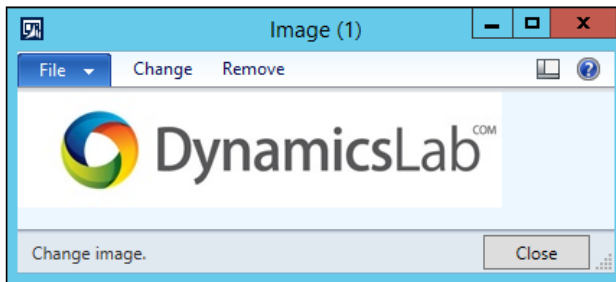 Image (1)
File Change Remove
DynamicsLab COM
Change image.
Close